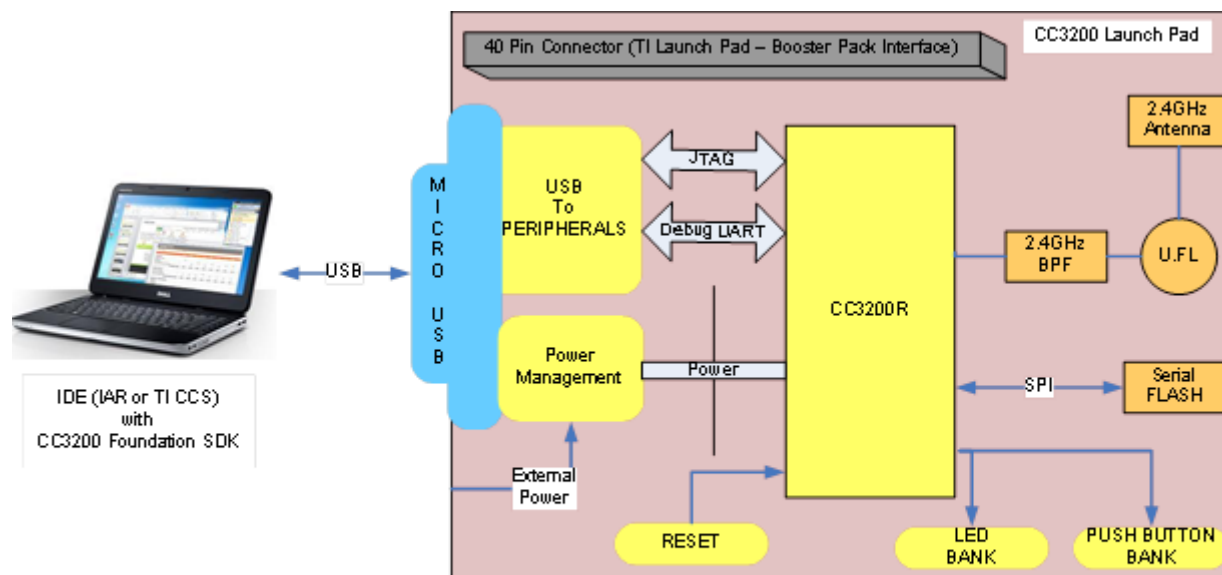 40 Pin Connector (TI Launch Pad – Booster Pack Interface)
CC3200 Launch Pad
2.4GHz
Antenna
MICRO USB
USB
To
PERIPHERALS
JTAG
Debug UART
CC3200R
2.4GHz
BPF
U.FL
USB
Power
Management
Power
SPI
Serial
FLASH
IDE (IAR or TI CCS)
with
CC3200 Foundation SDK
External
Power
RESET
LED
BANK
PUSH BUTTON
BANK